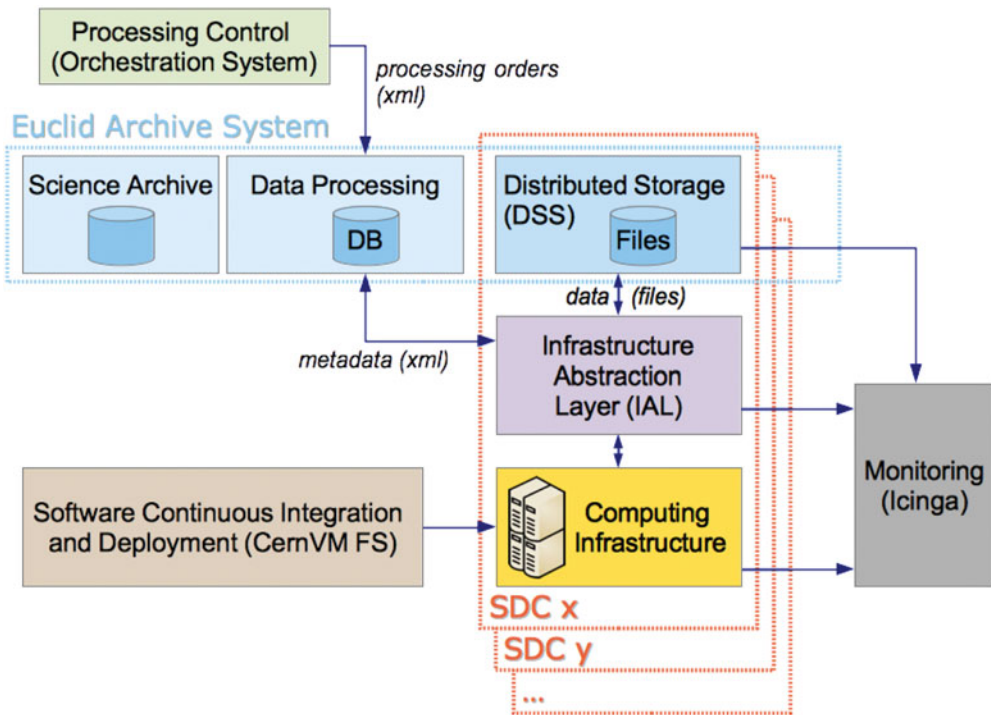 Processing Control
(Orchestration System)
processing orders
(xml)
Euclid Archive System
Science Archive
Data Processing
DB
Distributed Storage
(DSS)
Files
data (files)
metadata (xml)
Infrastructure
Abstraction
Layer (IAL)
Monitoring
(Icinga)
Software Continuous Integration
and Deployment (CernVM FS)
Computing
Infrastructure
SDC x
SDC y
...